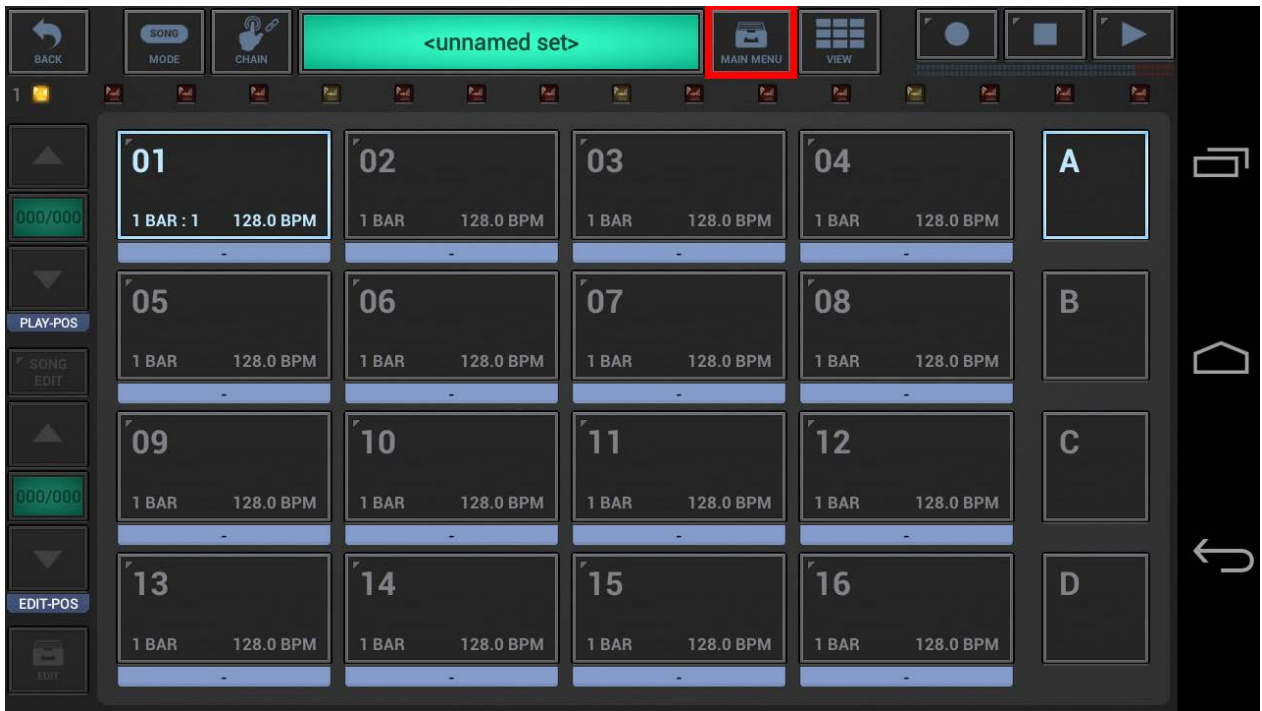 BACK
SONG
MODE
CHAIN
<unnamed set>
MAIN MENU
VIEW
1
01
1 BAR : 1 128.0 BPM
-
02
1 BAR 128.0 BPM
-
03
1 BAR 128.0 BPM
-
04
1 BAR 128.0 BPM
-
A
000/000
PLAY-POS
05
1 BAR 128.0 BPM
-
06
1 BAR 128.0 BPM
-
07
1 BAR 128.0 BPM
-
08
1 BAR 128.0 BPM
-
B
SONG
EDIT
09
1 BAR 128.0 BPM
-
10
1 BAR 128.0 BPM
-
11
1 BAR 128.0 BPM
-
12
1 BAR 128.0 BPM
-
C
000/000
EDIT-POS
13
1 BAR 128.0 BPM
-
14
1 BAR 128.0 BPM
-
15
1 BAR 128.0 BPM
-
16
1 BAR 128.0 BPM
-
D
EDIT